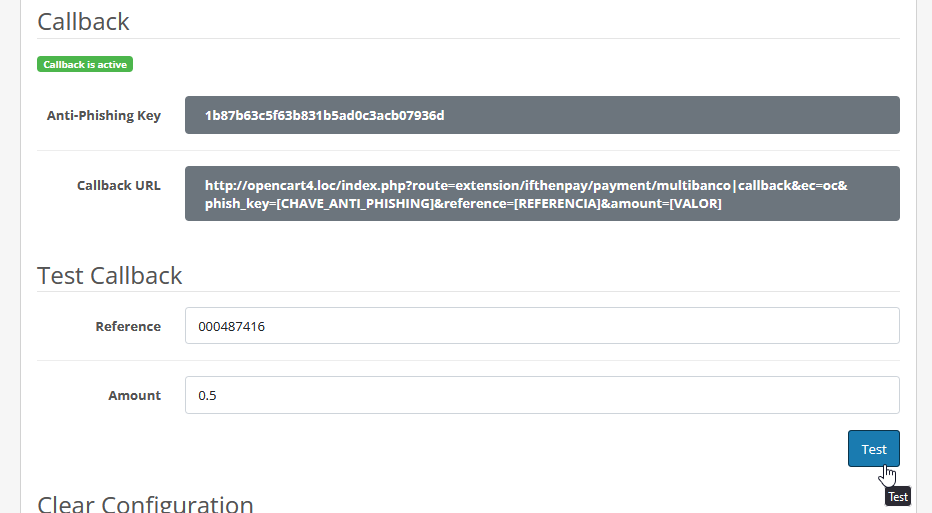 Callback
Callback is active
Anti-Phishing Key
1b87b63c5f63b831b5ad0c3acb07936d
Callback URL
http://opencart4.loc/index.php?route=extension/ifthenpay/payment/multibanco|callback&ec=oc&
phish_key=[CHAVE_ANTI_PHISHING]&reference=[REFERENCIA]&amount=[VALOR]
Test Callback
Reference
000487416
Amount
0.5
Test
Test
Clear Configuration